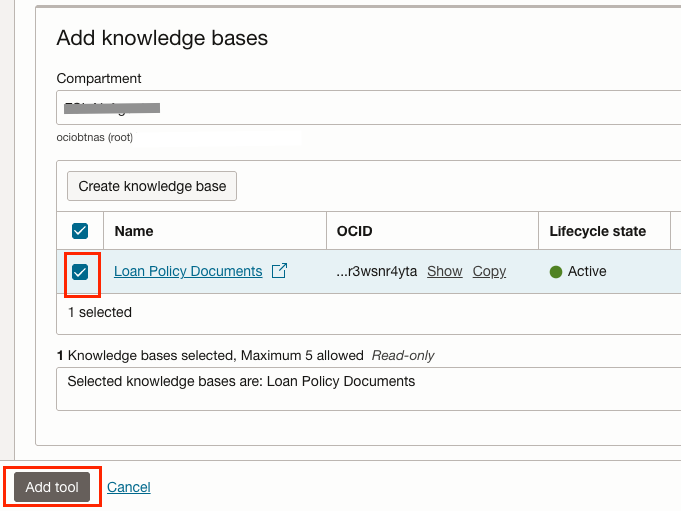 Add knowledge bases
Compartment
ociobtnas (root)
Create knowledge base
Name OCID Lifecycle state
Loan Policy Documents ...r3wsnr4yta Show Copy Active
1 selected
1 Knowledge bases selected, Maximum 5 allowed Read-only
Selected knowledge bases are: Loan Policy Documents
Add tool Cancel